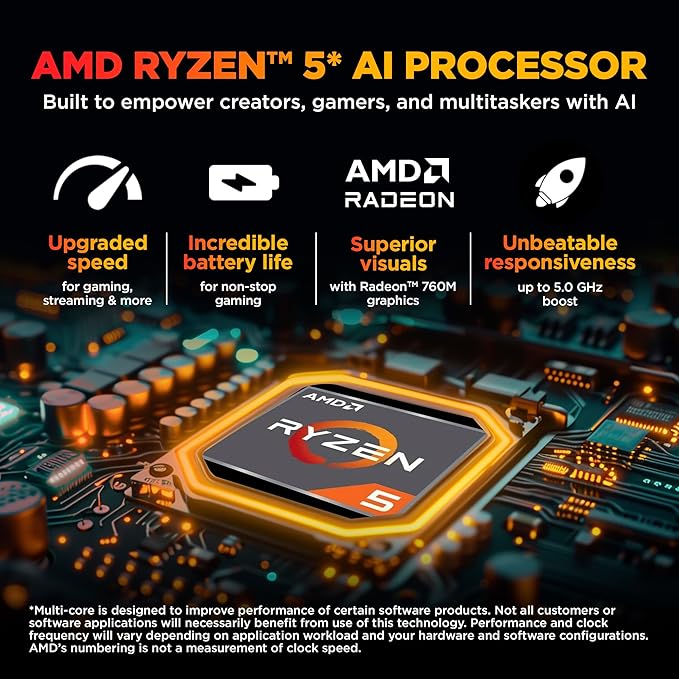 AMD RYZEN™ 5* AI PROCESSOR
Built to empower creators, gamers, and multitaskers with AI
AMD
RADEON
Upgraded
speed
for gaming,
streaming & more
Incredible
battery life
for non-stop
gaming
Superior
visuals
with Radeon™ 760M
graphics
Unbeatable
responsiveness
up to 5.0 GHz
boost
AMD
RYZEN
5
*Multi-core is designed to improve performance of certain software products. Not all customers or
software applications will necessarily benefit from use of this technology. Performance and clock
frequency will vary depending on application workload and your hardware and software configurations.
AMD's numbering is not a measurement of clock speed.